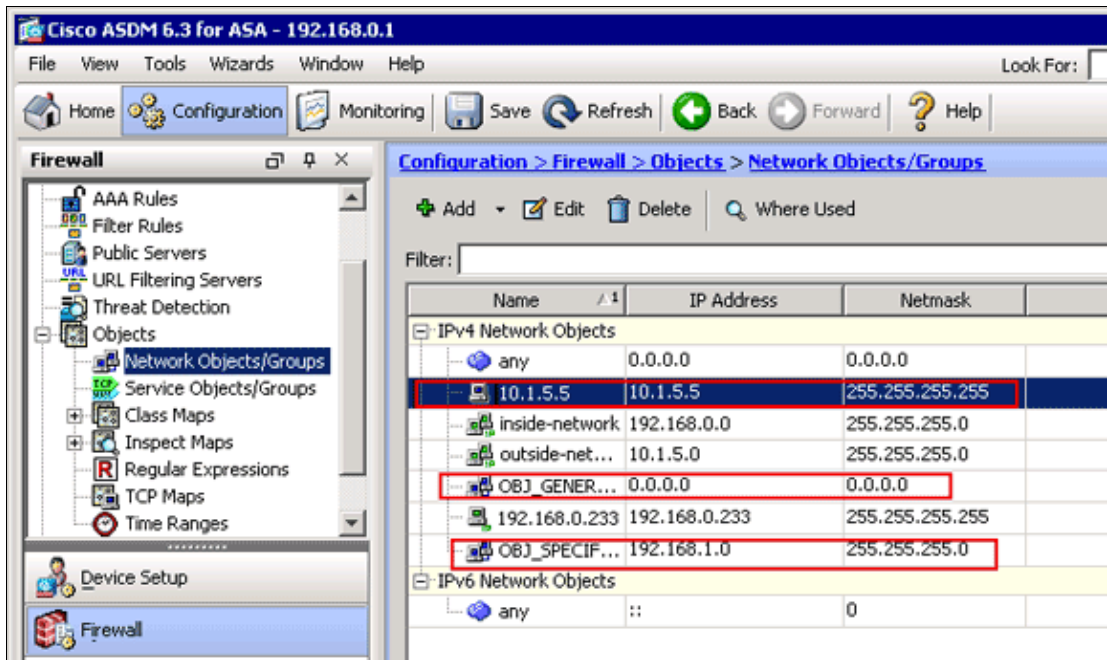 Cisco ASDM 6.3 for ASA - 192.168.0.1
File View Tools Wizards Window Help Look For:
Home Configuration Monitoring Save Refresh Back Forward Help
Firewall
AAA Rules
Filter Rules
Public Servers
URL Filtering Servers
Threat Detection
Objects
Network Objects/Groups
Service Objects/Groups
Class Maps
Inspect Maps
Regular Expressions
TCP Maps
Time Ranges
Device Setup
Firewall
Configuration > Firewall > Objects > Network Objects/Groups
Add Edit Delete Where Used
Filter:
Name 1 IP Address Netmask
IPv4 Network Objects
any 0.0.0.0 0.0.0.0
10.1.5.5 10.1.5.5 255.255.255.255
inside-network 192.168.0.0 255.255.255.0
outside-net... 10.1.5.0 255.255.255.0
OBJ_GENER... 0.0.0.0 0.0.0.0
192.168.0.233 192.168.0.233 255.255.255.255
OBJ_SPECIF... 192.168.1.0 255.255.255.0
IPv6 Network Objects
any :: 0